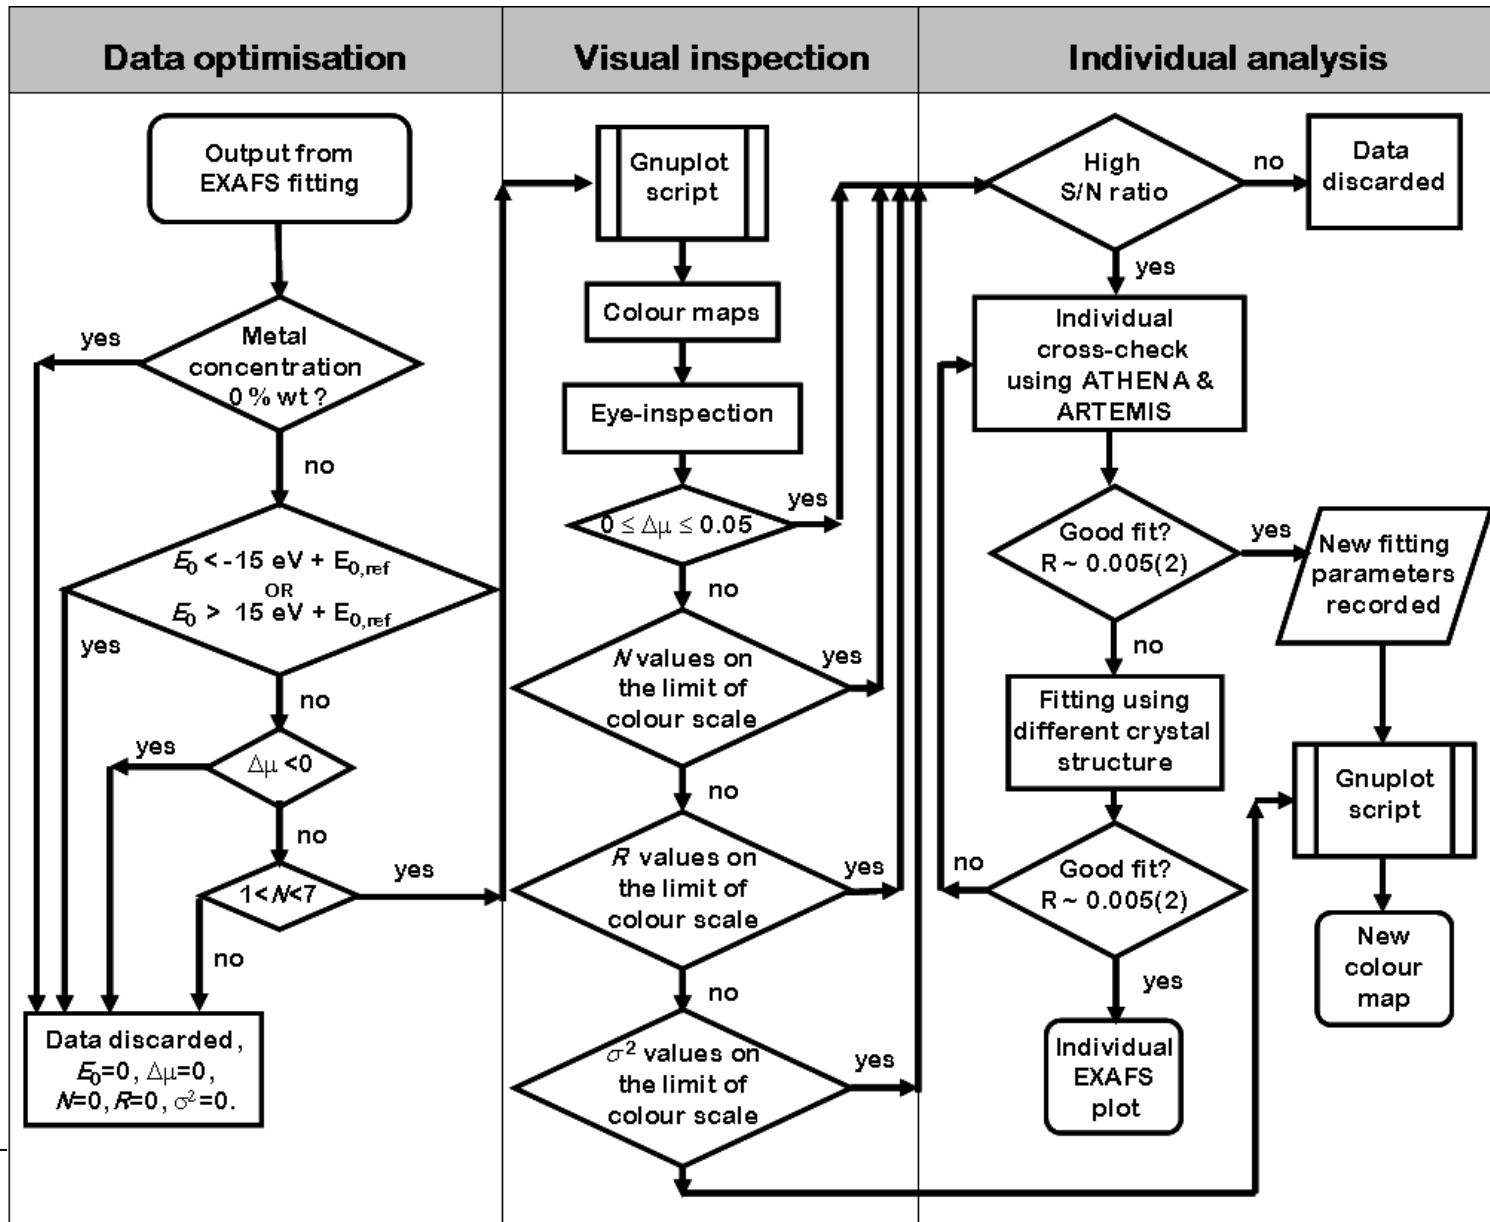 Data optimisation
Visual inspection
Individual analysis
Output from
EXAFS fitting
Metal
concentration
0 % wt ?
yes
no
E0 < -15 eV + E0,ref
OR
E0 > 15 eV + E0,ref
yes
no
Δμ <0
yes
no
1<N<7
yes
no
Data discarded,
E0=0, Δμ=0,
N=0, R=0, σ²=0.
Gnuplot
script
Colour maps
Eye-inspection
0 ≤ Δμ ≤ 0.05
yes
no
N values on
the limit of
colour scale
yes
no
R values on
the limit of
colour scale
yes
no
σ² values on
the limit of
colour scale
yes
High
S/N ratio
no
Data
discarded
yes
Individual
cross-check
using ATHENA &
ARTEMIS
Good fit?
R ~ 0.005(2)
yes
New fitting
parameters
recorded
no
Fitting using
different crystal
structure
Gnuplot
script
Good fit?
R ~ 0.005(2)
no
yes
New
colour
map
Individual
EXAFS
plot